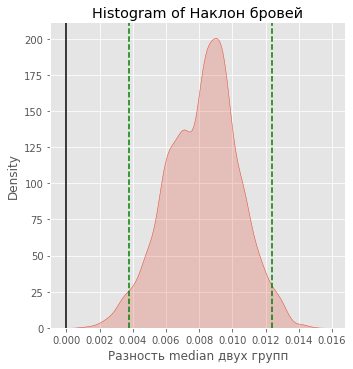 Histogram of Наклон бровей
200
175
150
125
100
75
50
25
0
Density
0.000 0.002 0.004 0.006 0.008 0.010 0.012 0.014 0.016
Разность median двух групп